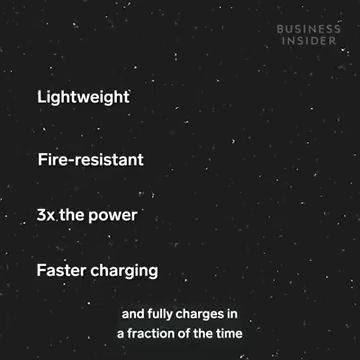 BUSINESS
INSIDER
Lightweight
Fire-resistant
3x the power
Faster charging
and fully charges in
a fraction of the time